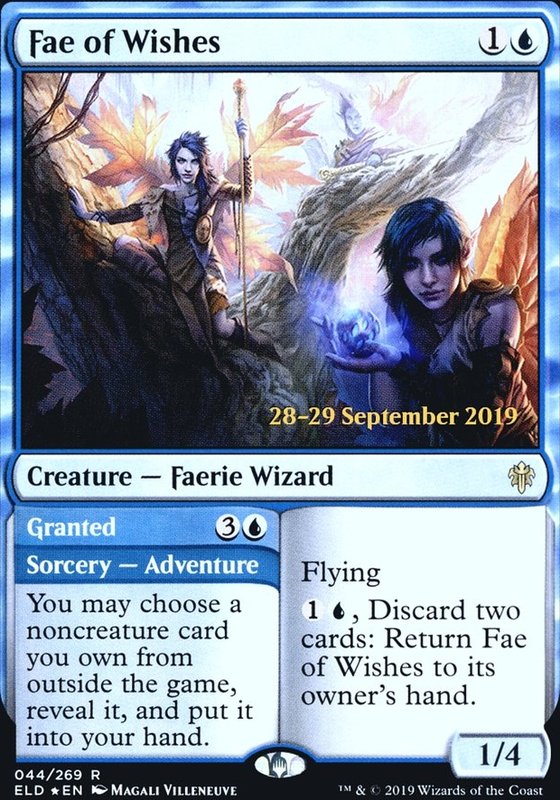 Fae of Wishes 1
28–29 September 2019
Creature — Faerie Wizard
Granted 3
Sorcery — Adventure
You may choose a
noncreature card
you own from
outside the game,
reveal it, and put it
into your hand.
Flying
1 , Discard two
cards: Return Fae
of Wishes to its
owner's hand.
1/4
044/269 R
ELD ★ EN Magali Villeneuve
™ & © 2019 Wizards of the Coast